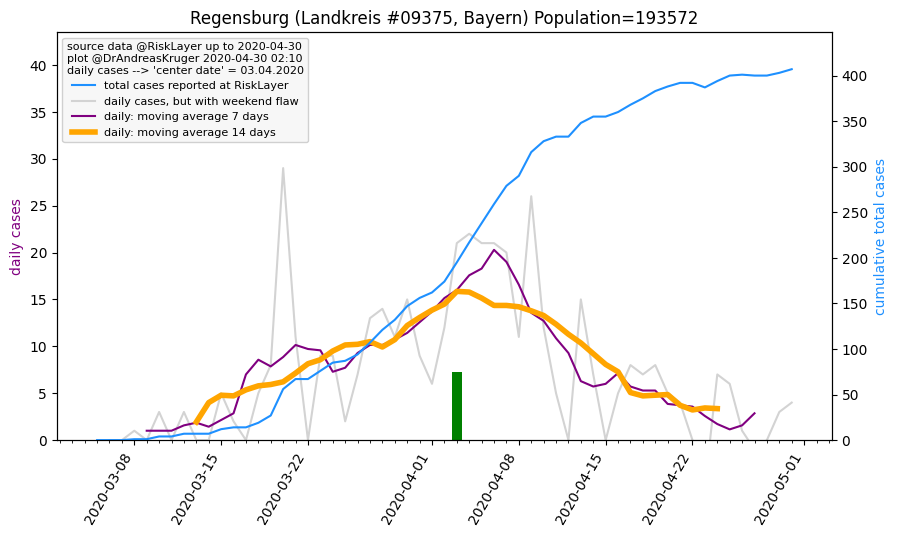 Regensburg (Landkreis #09375, Bayern) Population=193572
source data @RiskLayer up to 2020-04-30
plot @DrAndreasKruger 2020-04-30 02:10
daily cases --> 'center date' = 03.04.2020
total cases reported at RiskLayer
daily cases, but with weekend flaw
daily: moving average 7 days
daily: moving average 14 days
daily cases
40
35
30
25
20
15
10
5
0
cumulative total cases
400
350
300
250
200
150
100
50
0
2020-03-08
2020-03-15
2020-03-22
2020-04-01
2020-04-08
2020-04-15
2020-04-22
2020-05-01